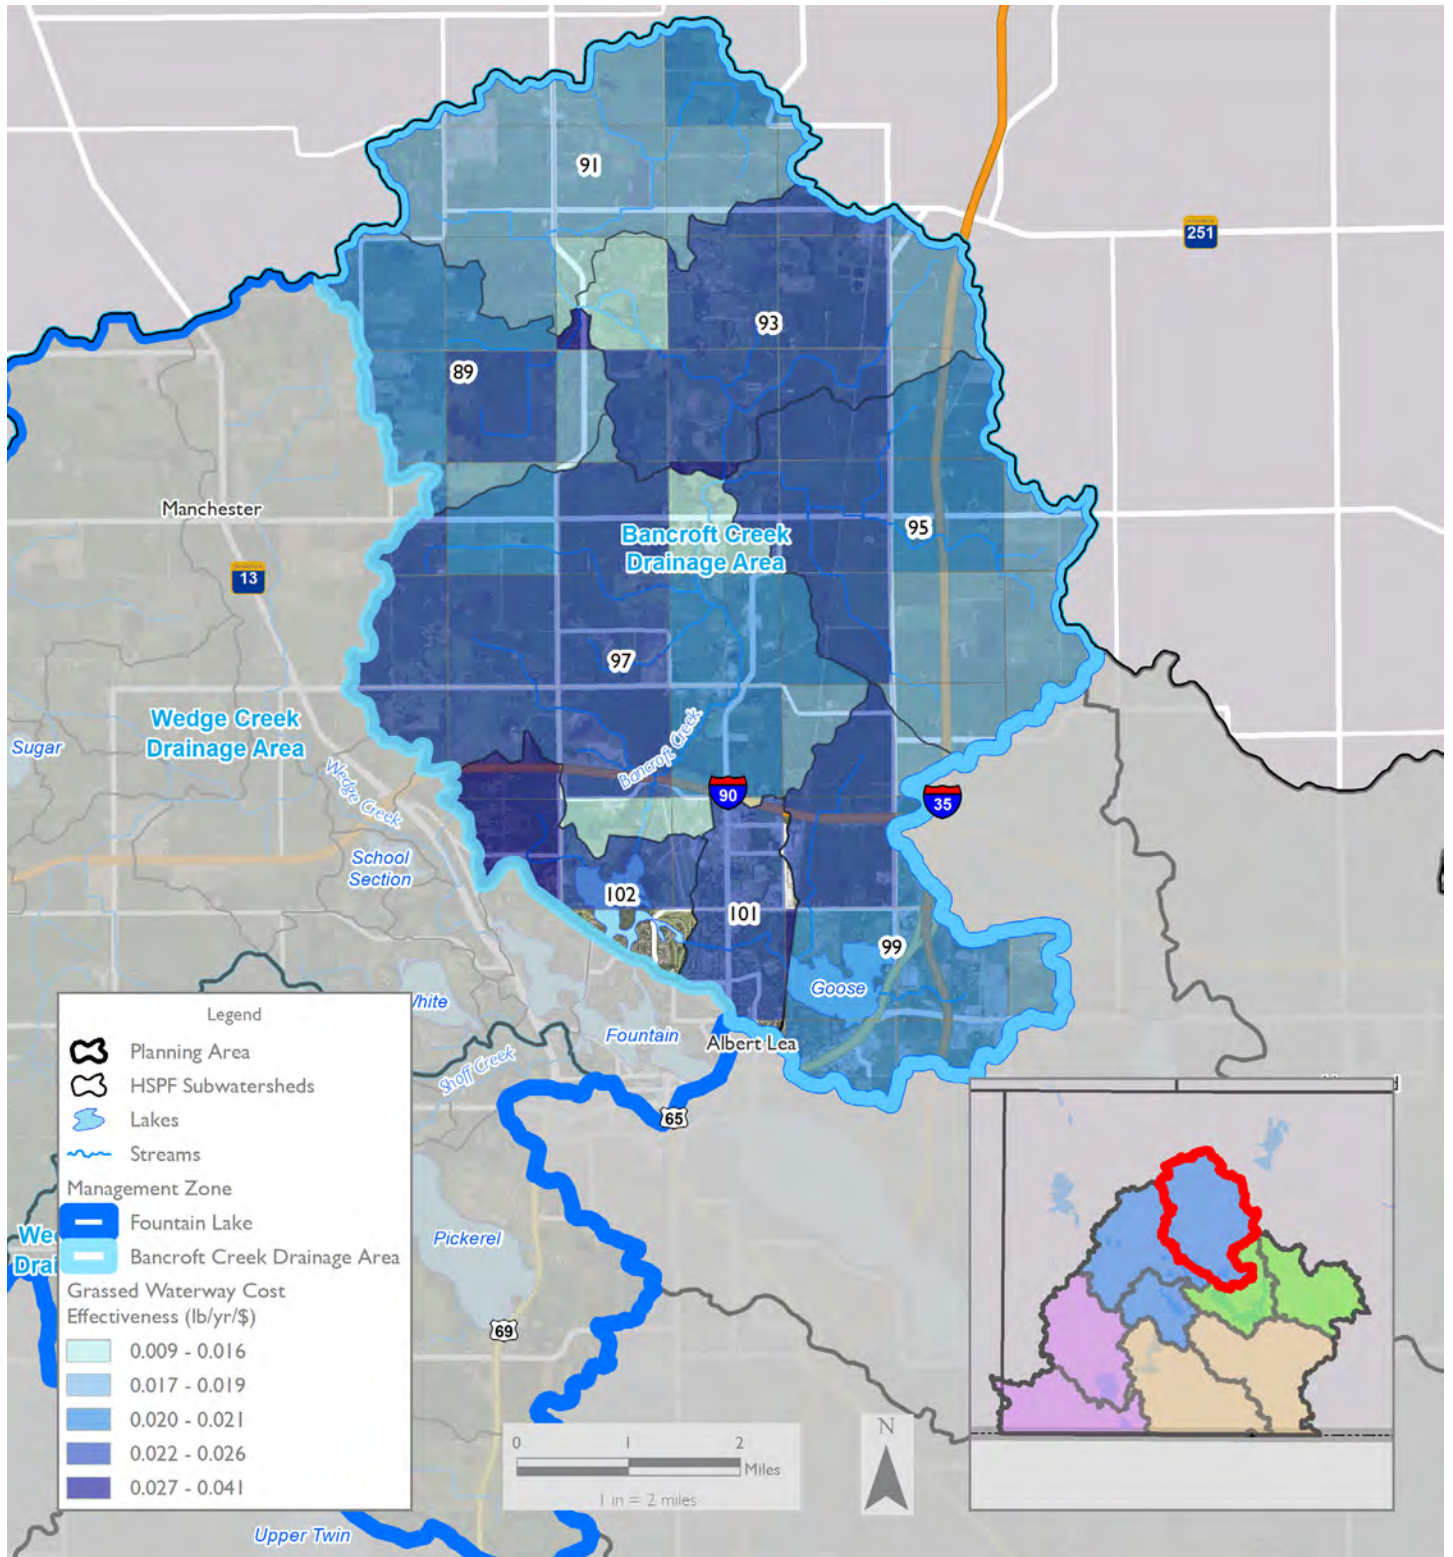 91
251
93
89
Manchester
Bancroft Creek
Drainage Area
95
13
97
Wedge Creek
Drainage Area
Sugar
Wedge Creek
Bancroft Creek
90
35
School
Section
102
101
99
Goose
White
Fountain
Albert Lea
Shoff Creek
65
Legend
Planning Area
HSPF Subwatersheds
Lakes
Streams
Management Zone
Fountain Lake
Bancroft Creek Drainage Area
Grassed Waterway Cost
Effectiveness (lb/yr/$)
0.009 - 0.016
0.017 - 0.019
0.020 - 0.021
0.022 - 0.026
0.027 - 0.041
Wed
Drai
Pickerel
69
Upper Twin
0 1 2
Miles
1 in = 2 miles
N